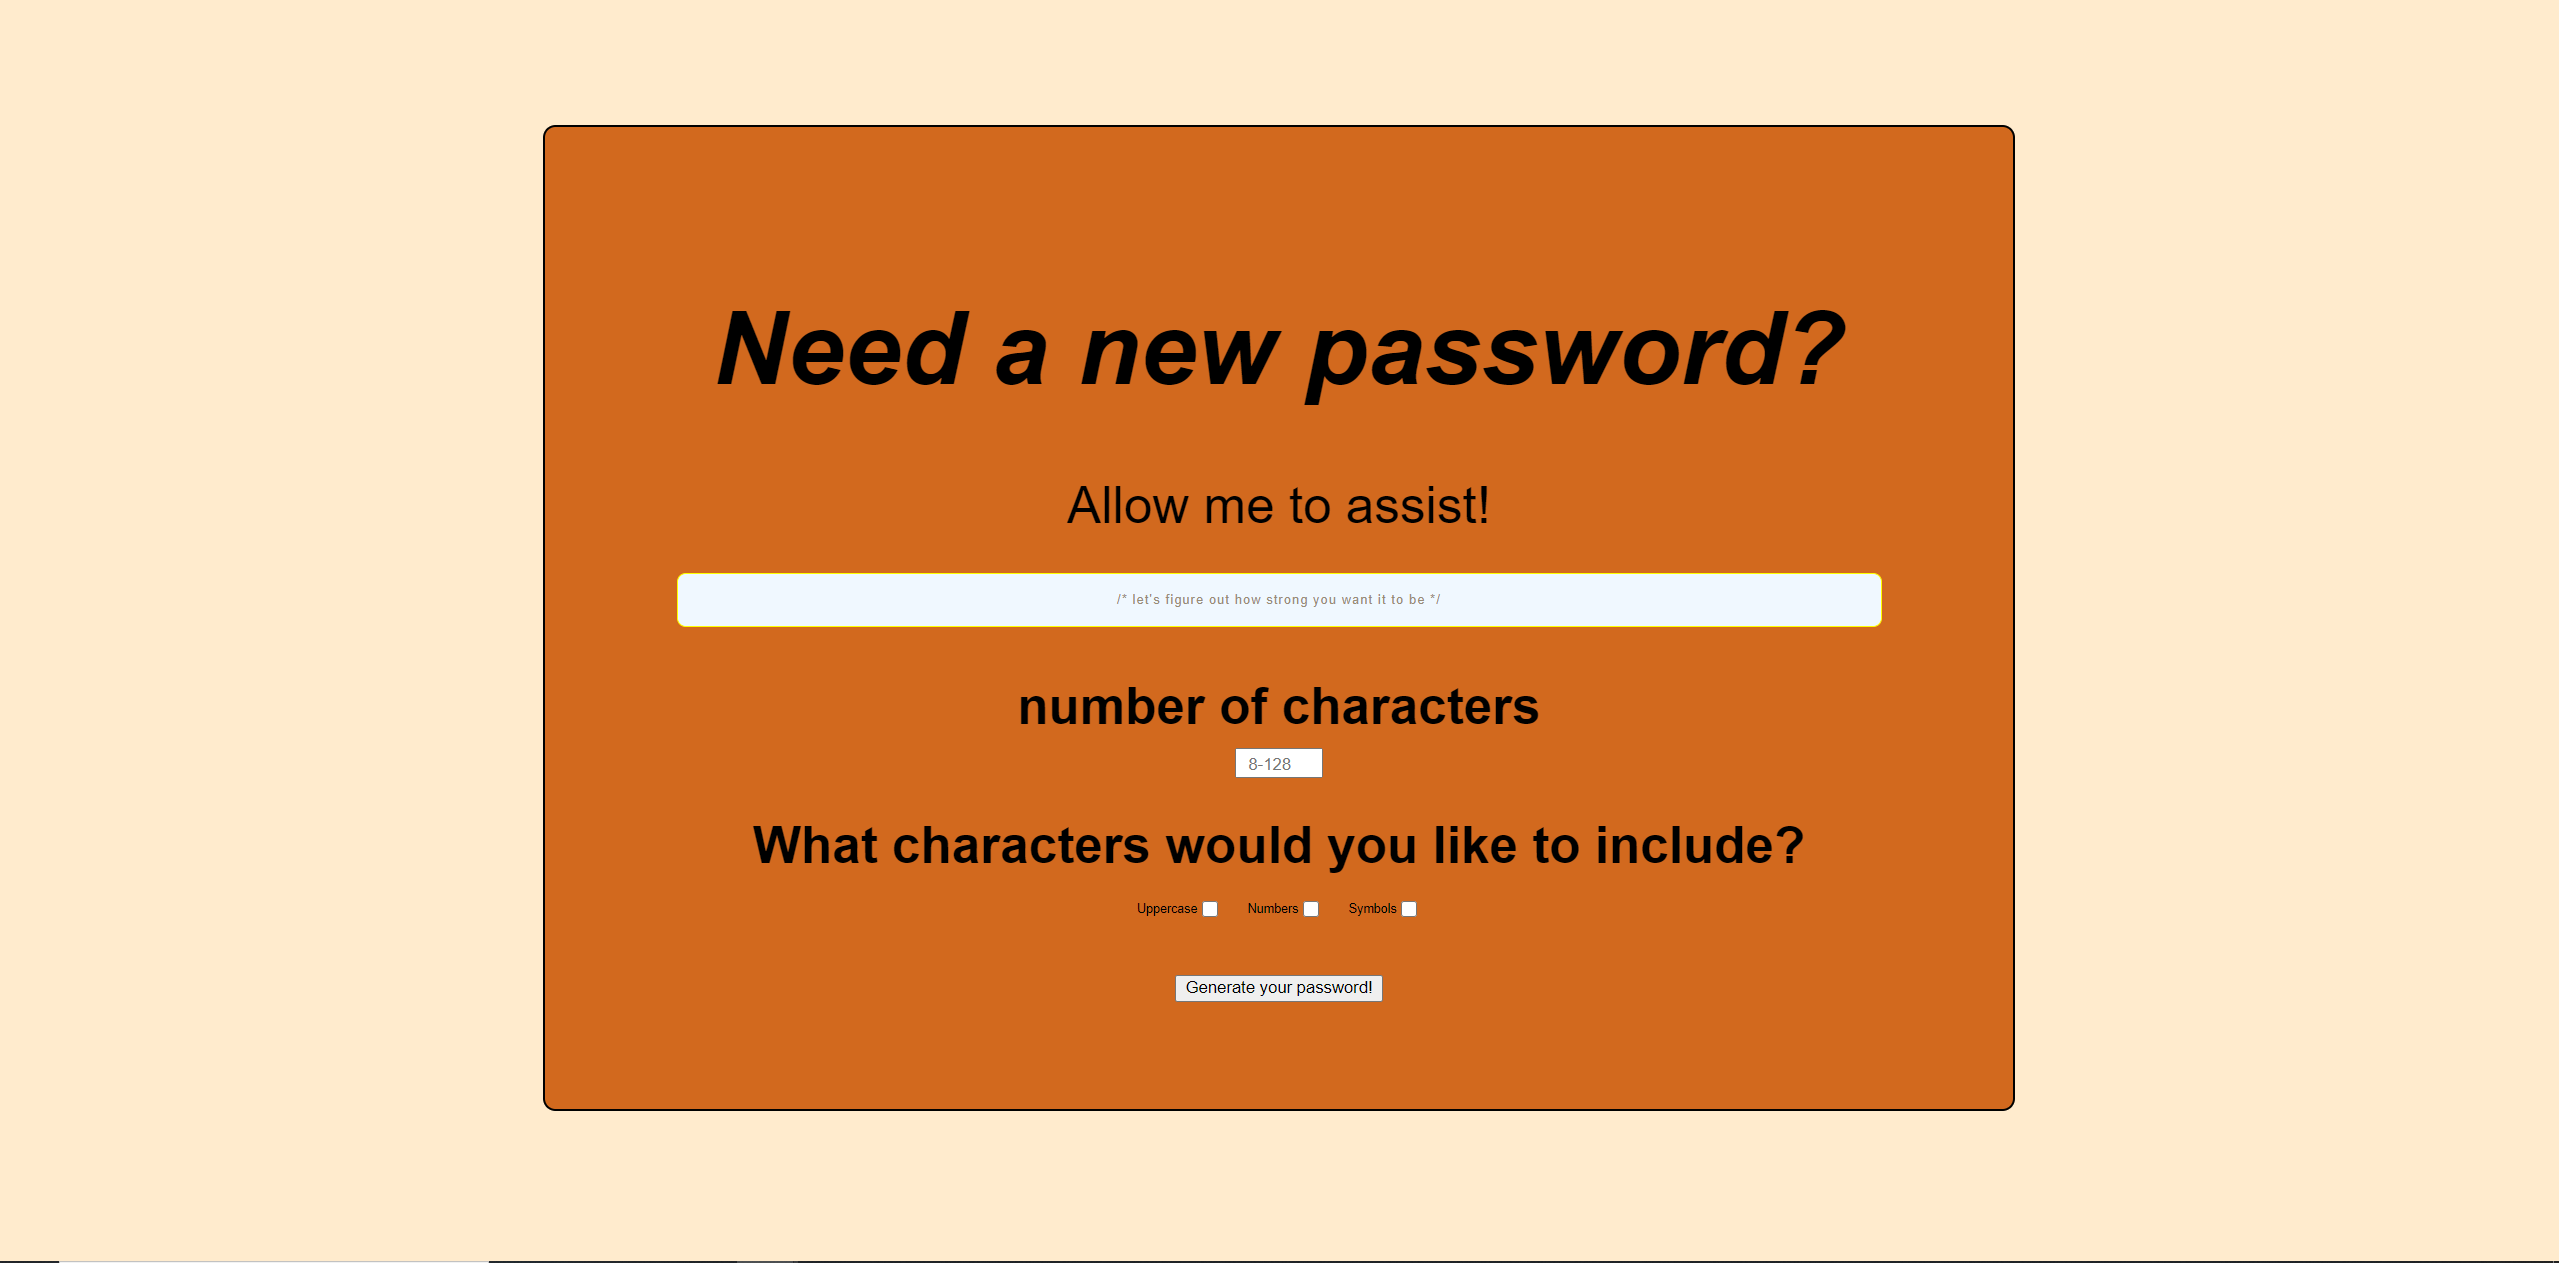 Need a new password?
Allow me to assist!
/* let's figure out how strong you want it to be */
number of characters
8-128
What characters would you like to include?
Uppercase Numbers Symbols
Generate your password!